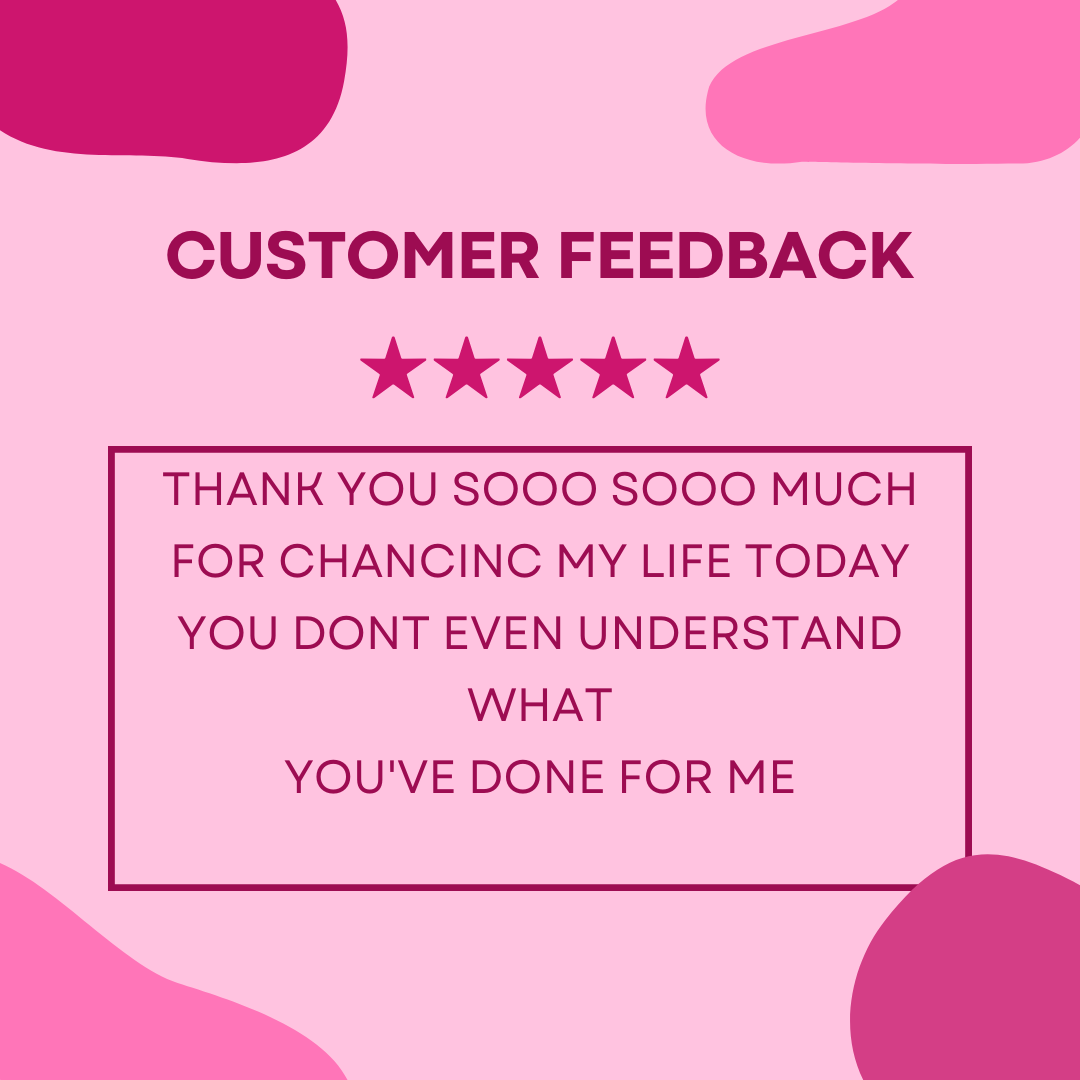 CUSTOMER FEEDBACK
THANK YOU SOOO SOOO MUCH
FOR CHANCINC MY LIFE TODAY
YOU DONT EVEN UNDERSTAND
WHAT
YOU'VE DONE FOR ME